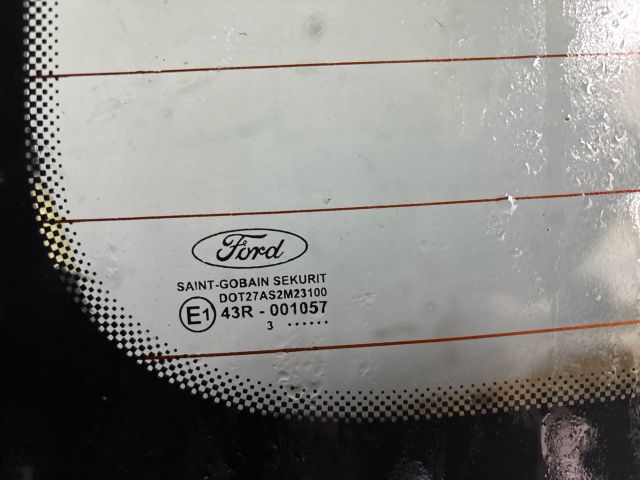 Ford
SAINT-GOBAIN SEKURIT
DOT27AS2M23100
E1 43R - 001057
3 ······